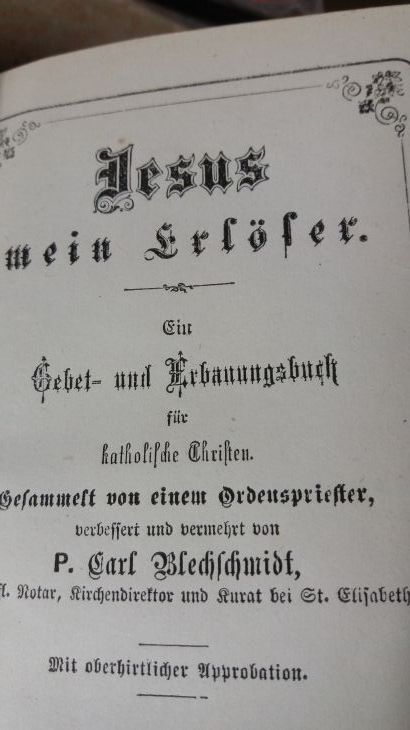 Jesus
mein Erlöser.
Ein
Gebet- und Erbauungsbuch
für
katholische Christen.
Gesammelt von einem Ordenspriester,
verbessert und vermehrt von
P. Carl Blechschmidt,
Notar, Kirchendirektor und Kurat bei St. Elisabeth
Mit oberhirtlicher Approbation.